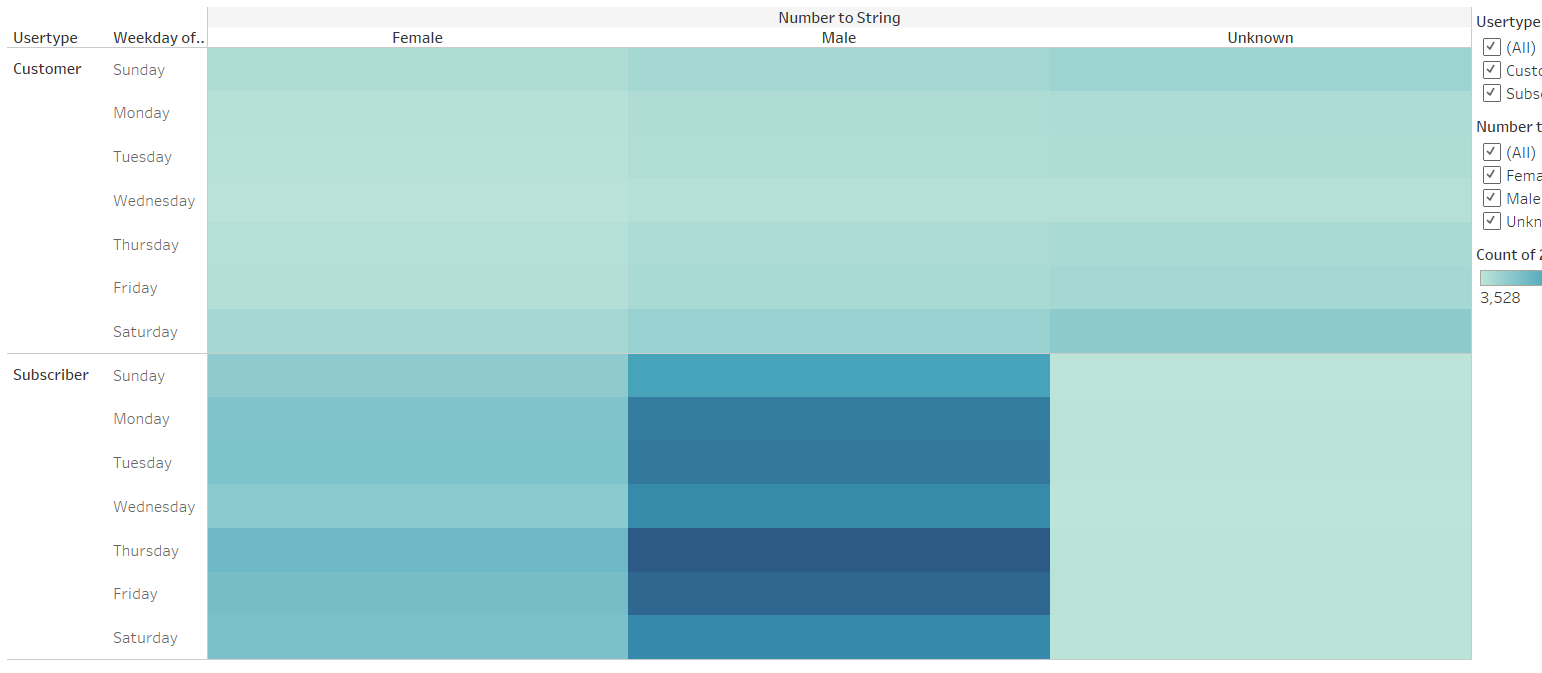 Number to String
Usertype Weekday of.. Female Male Unknown
Customer Sunday
Monday
Tuesday
Wednesday
Thursday
Friday
Saturday
Subscriber Sunday
Monday
Tuesday
Wednesday
Thursday
Friday
Saturday
Usertype
(All)
Custo
Subs
Number t
(All)
Fema
Male
Unkn
Count of 2
3,528